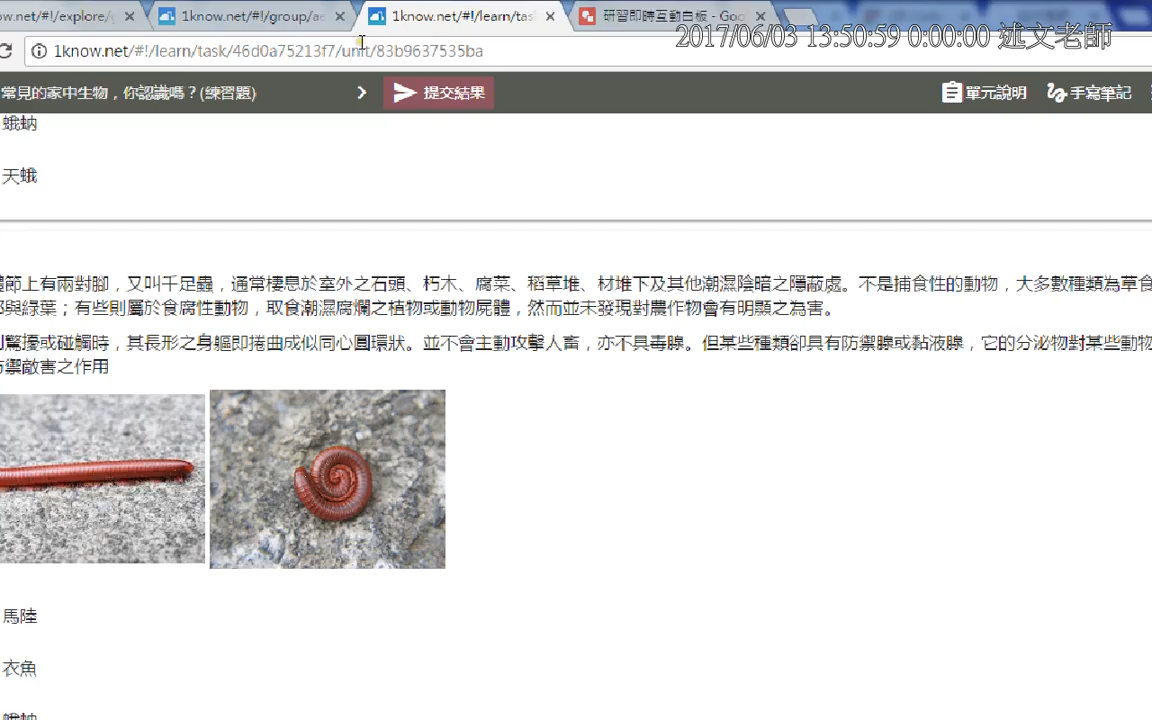 ow.net/#!/explore/g
1know.net/#!/group/ae
1know.net/#!/learn/tas
研習即時互動白板 - Goo
2017/06/03 13:50:59 0:00:00 述文老師
1know.net/#!/learn/task/46d0a75213f7/unit/83b9637535ba
常見的家中生物，你認識嗎？(練習題)
提交結果
單元說明
手寫筆記
蛾蚋
天蛾
體節上有兩對腳，又叫千足蟲，通常棲息於室外之石頭、朽木、腐菜、稻草堆、材堆下及其他潮濕陰暗之隱蔽處。不是捕食性的動物，大多數種類為草食
與綠葉；有些則屬於食腐性動物，取食潮濕腐爛之植物或動物屍體，然而並未發現對農作物會有明顯之為害。
驚擾或碰觸時，其長形之身軀即捲曲成似同心圓環狀。並不會主動攻擊人畜，亦不具毒腺。但某些種類卻具有防禦腺或黏液腺，它的分泌物對某些動物
禦敵害之作用
馬陸
衣魚
蛾蚋